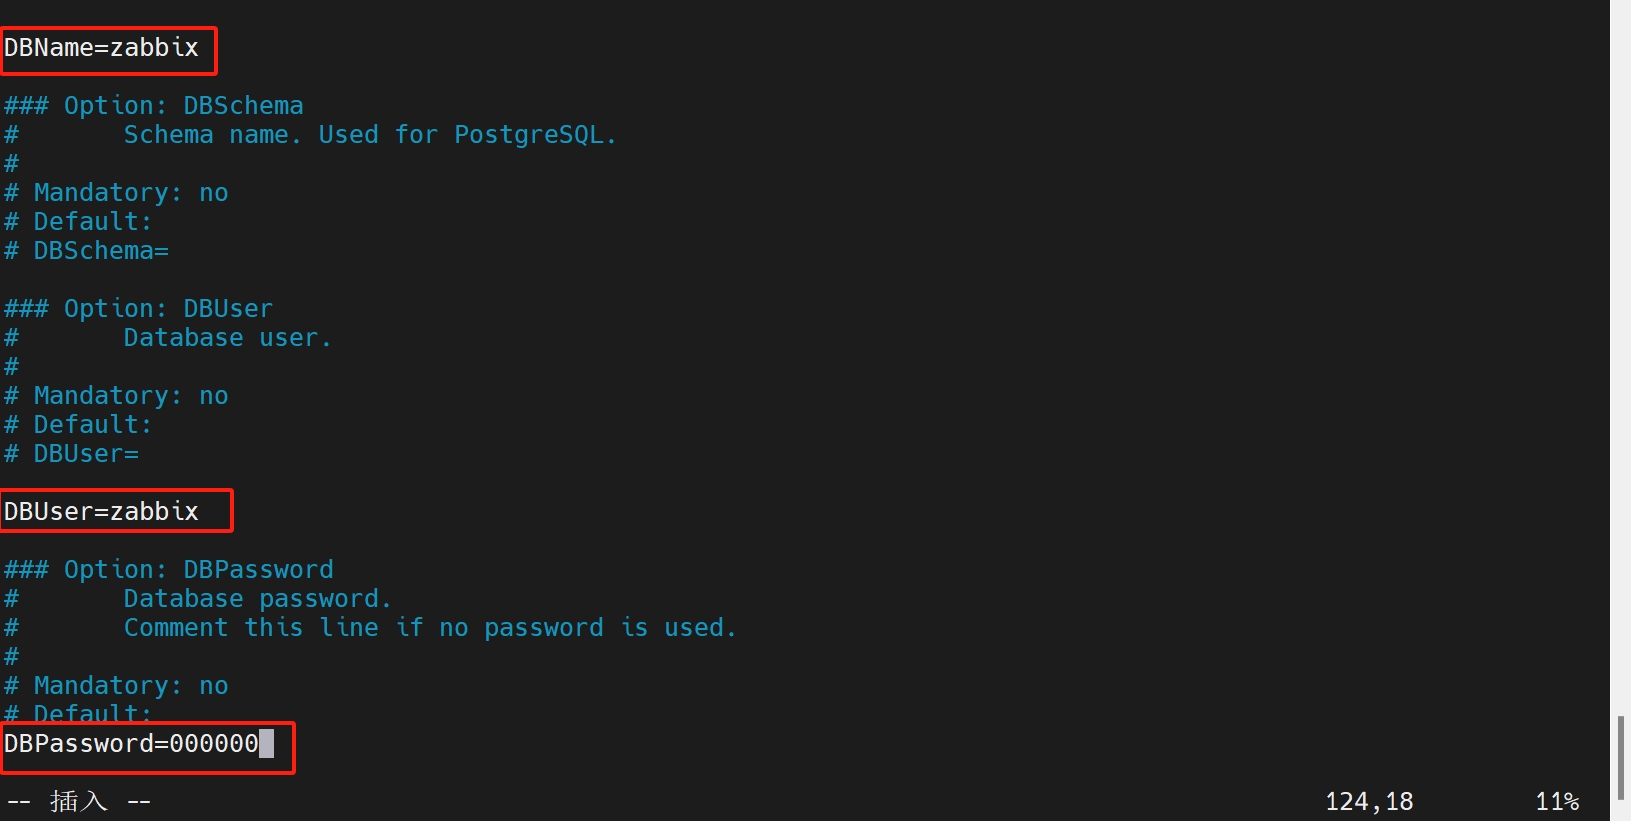 DBName=zabbix
### Option: DBSchema
#       Schema name. Used for PostgreSQL.
#
# Mandatory: no
# Default:
# DBSchema=
### Option: DBUser
#       Database user.
#
# Mandatory: no
# Default:
# DBUser=
DBUser=zabbix
### Option: DBPassword
#       Database password.
#       Comment this line if no password is used.
#
# Mandatory: no
# Default:
DBPassword=000000
-- 插入 -- 124,18 11%